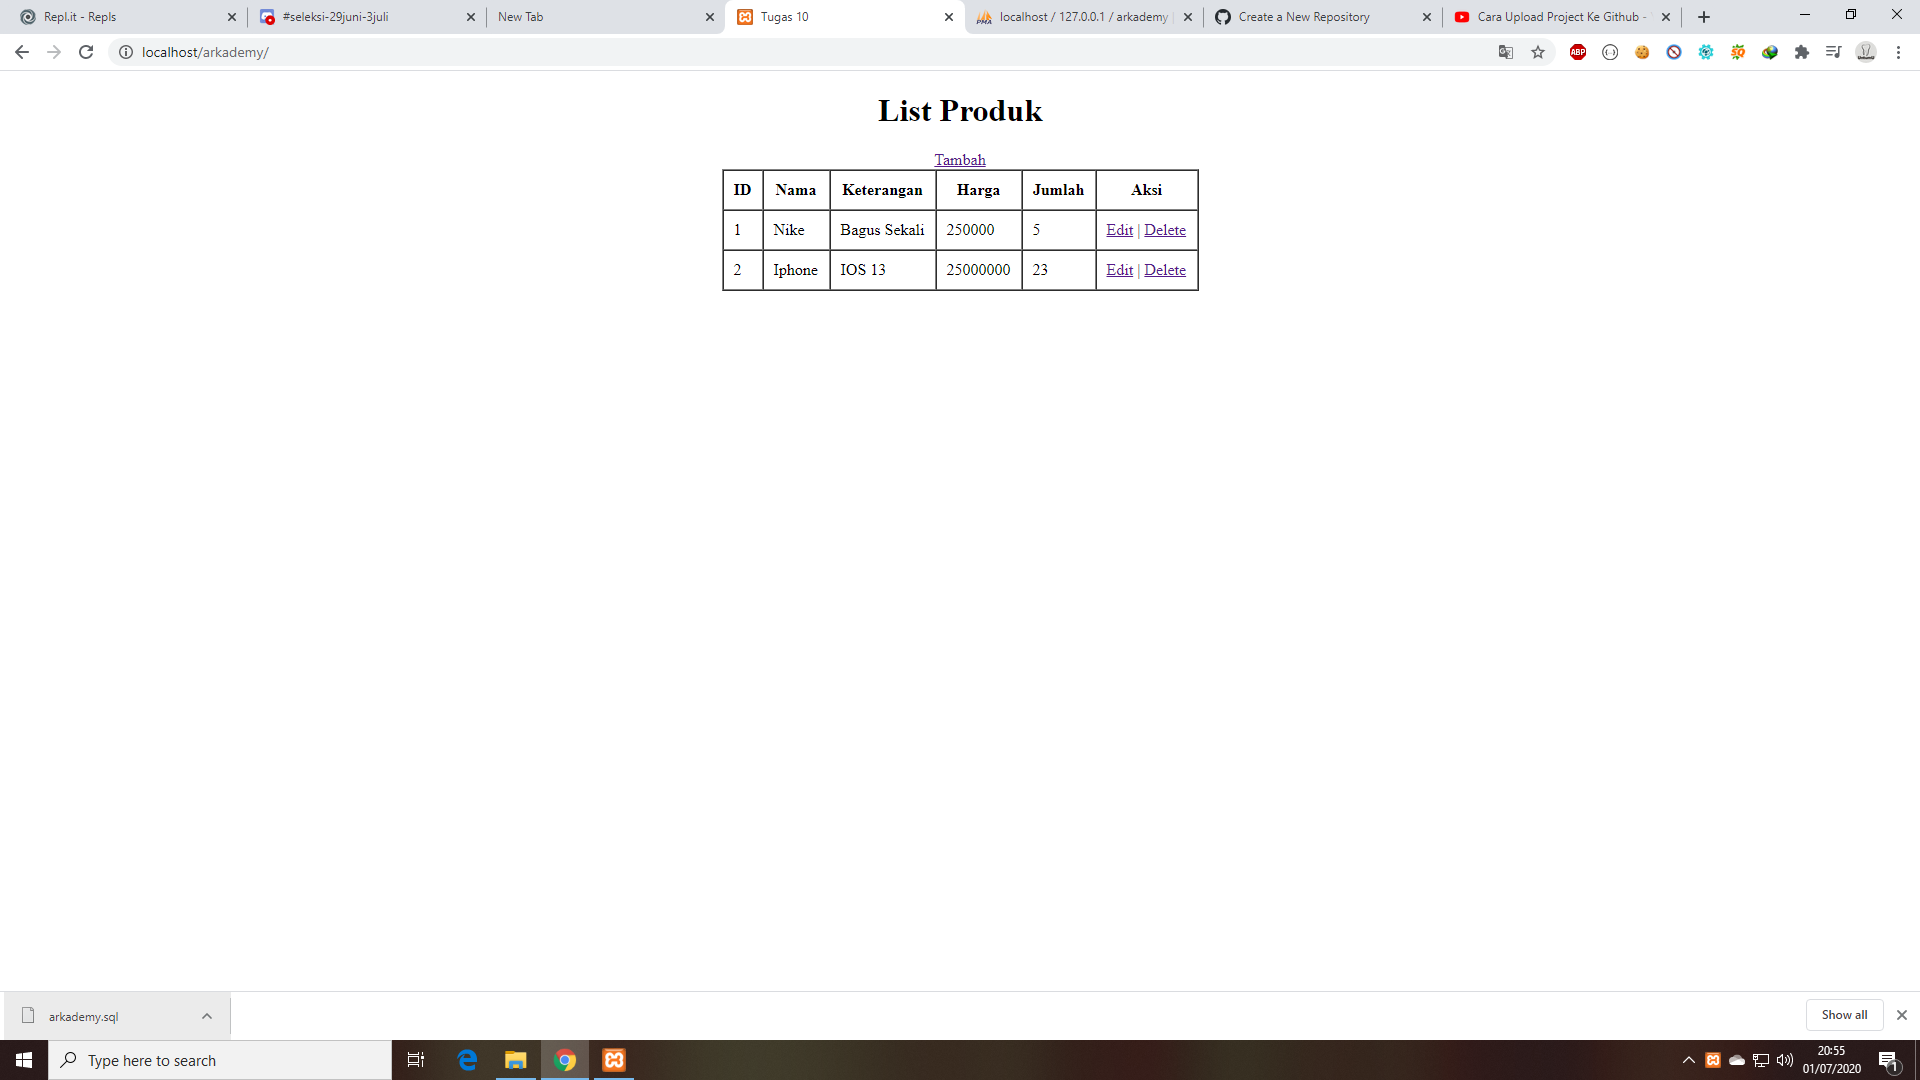 Repl.it - Repls
#seleksi-29juni-3juli
New Tab
Tugas 10
localhost / 127.0.0.1 / arkademy
Create a New Repository
Cara Upload Project Ke Github -
localhost/arkademy/
List Produk
Tambah
ID Nama Keterangan Harga Jumlah Aksi
1 Nike Bagus Sekali 250000 5 Edit | Delete
2 Iphone IOS 13 25000000 23 Edit | Delete
arkademy.sql
Show all
Type here to search
20:55
01/07/2020
1